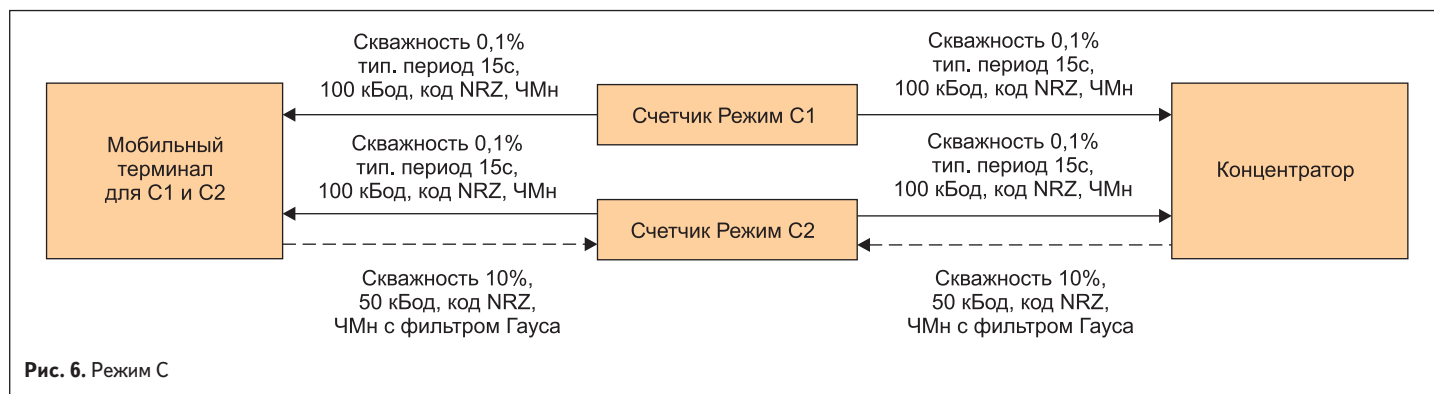 Скважность 0,1%
тип. период 15с,
100 кБод, код NRZ, ЧМн
Скважность 0,1%
тип. период 15с,
100 кБод, код NRZ, ЧМн
Мобильный
терминал
для С1 и С2
Счетчик Режим С1
Концентратор
Скважность 0,1%
тип. период 15с,
100 кБод, код NRZ, ЧМн
Скважность 0,1%
тип. период 15с,
100 кБод, код NRZ, ЧМн
Счетчик Режим С2
Скважность 10%,
50 кБод, код NRZ,
ЧМн с фильтром Гауса
Скважность 10%,
50 кБод, код NRZ,
ЧМн с фильтром Гауса
Рис. 6. Режим С